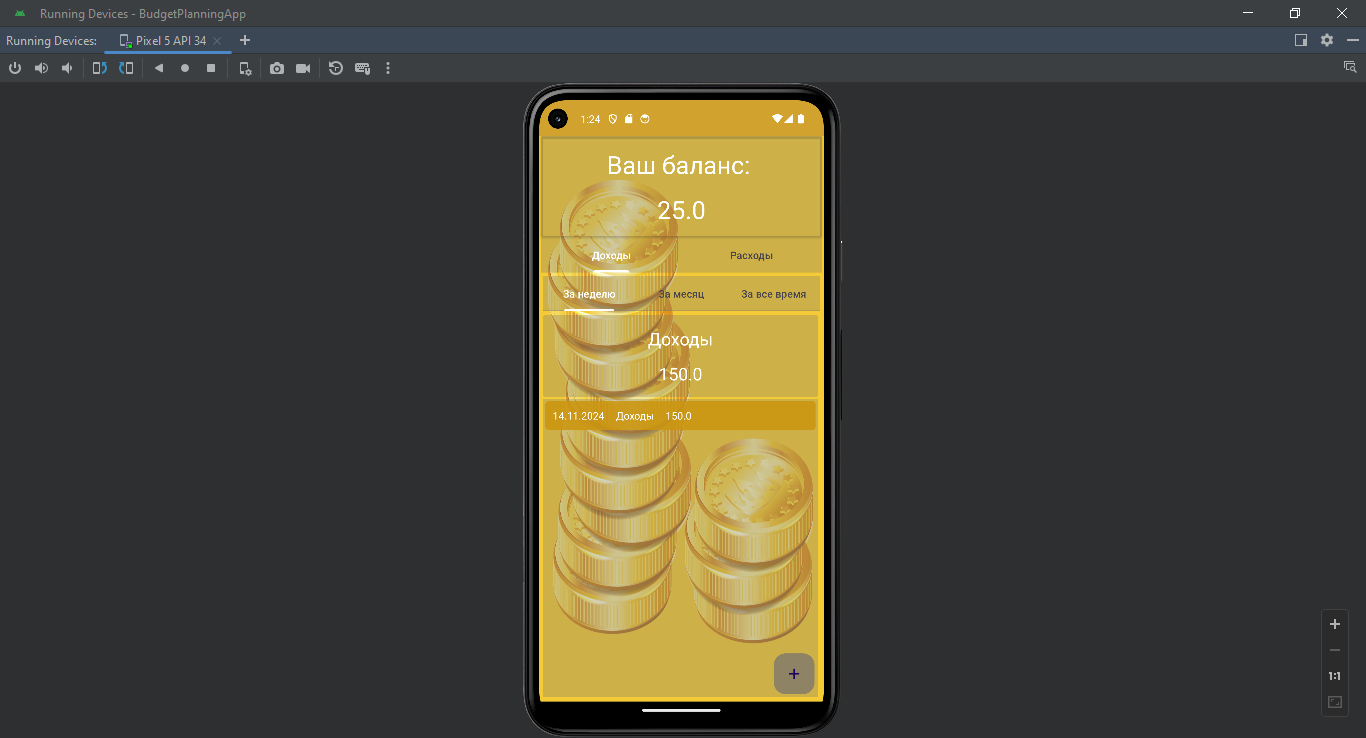 Running Devices - BudgetPlanningApp
Running Devices: Pixel 5 API 34
1:24
Ваш баланс:
25.0
Доходы Расходы
За неделю За месяц За все время
Доходы
150.0
14.11.2024 Доходы 150.0
+
1:1